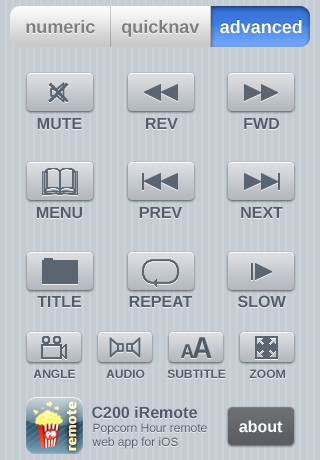 numeric quicknav advanced
MUTE REV FWD
MENU PREV NEXT
TITLE REPEAT SLOW
AA
ANGLE AUDIO SUBTITLE ZOOM
remote
C200 iRemote
Popcorn Hour remote
web app for iOS
about